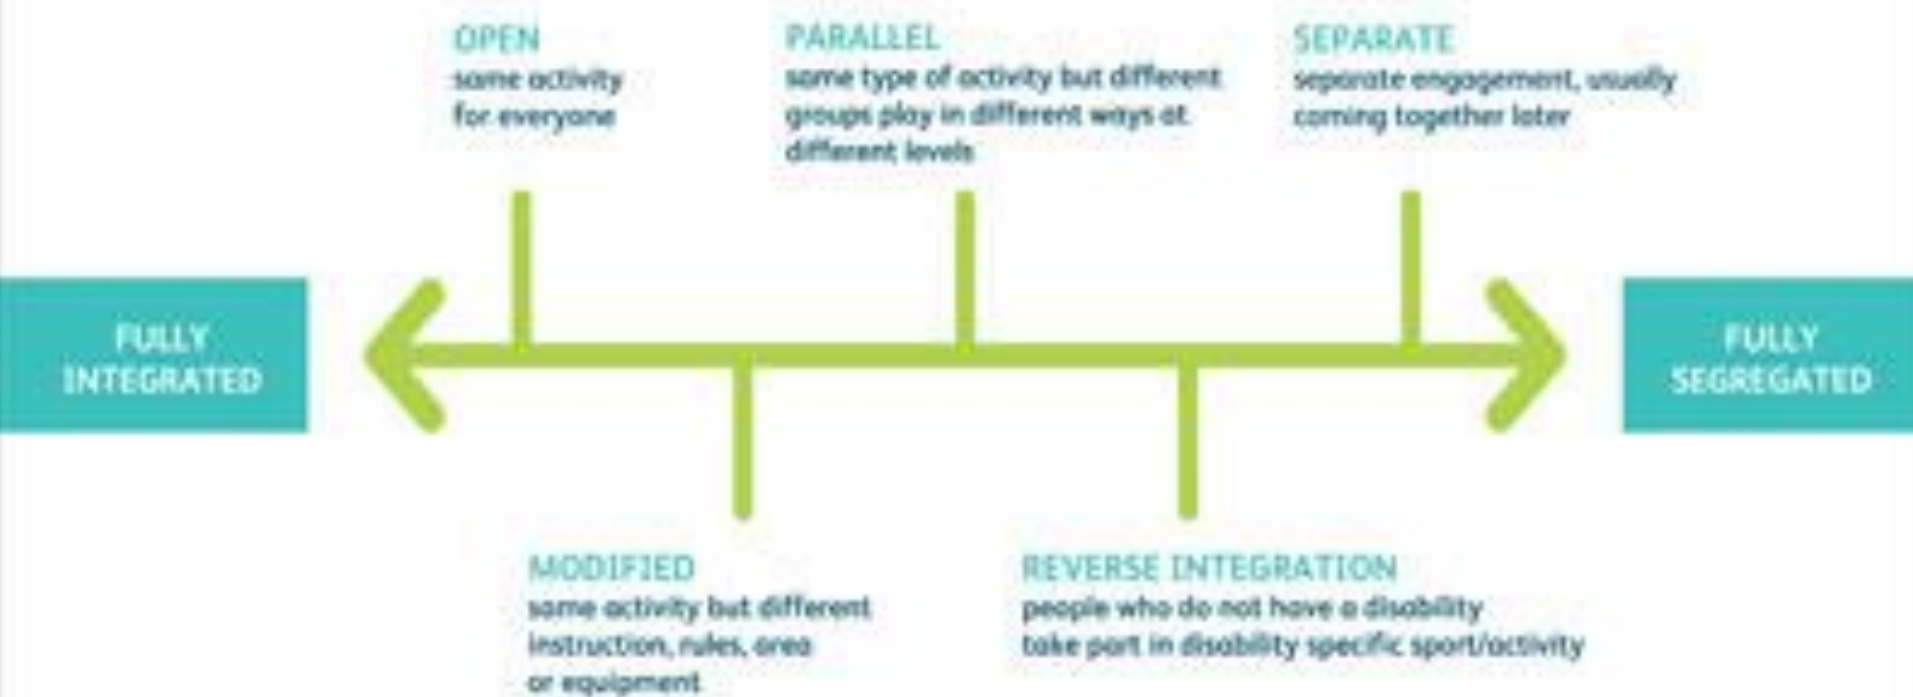 OPEN
same activity
for everyone
PARALLEL
same type of activity but different
groups play in different ways at
different levels
SEPARATE
separate engagement, usually
coming together later
FULLY
INTEGRATED
FULLY
SEGREGATED
MODIFIED
same activity but different
instruction, rules, area
or equipment
REVERSE INTEGRATION
people who do not have a disability
take part in disability specific sport/activity